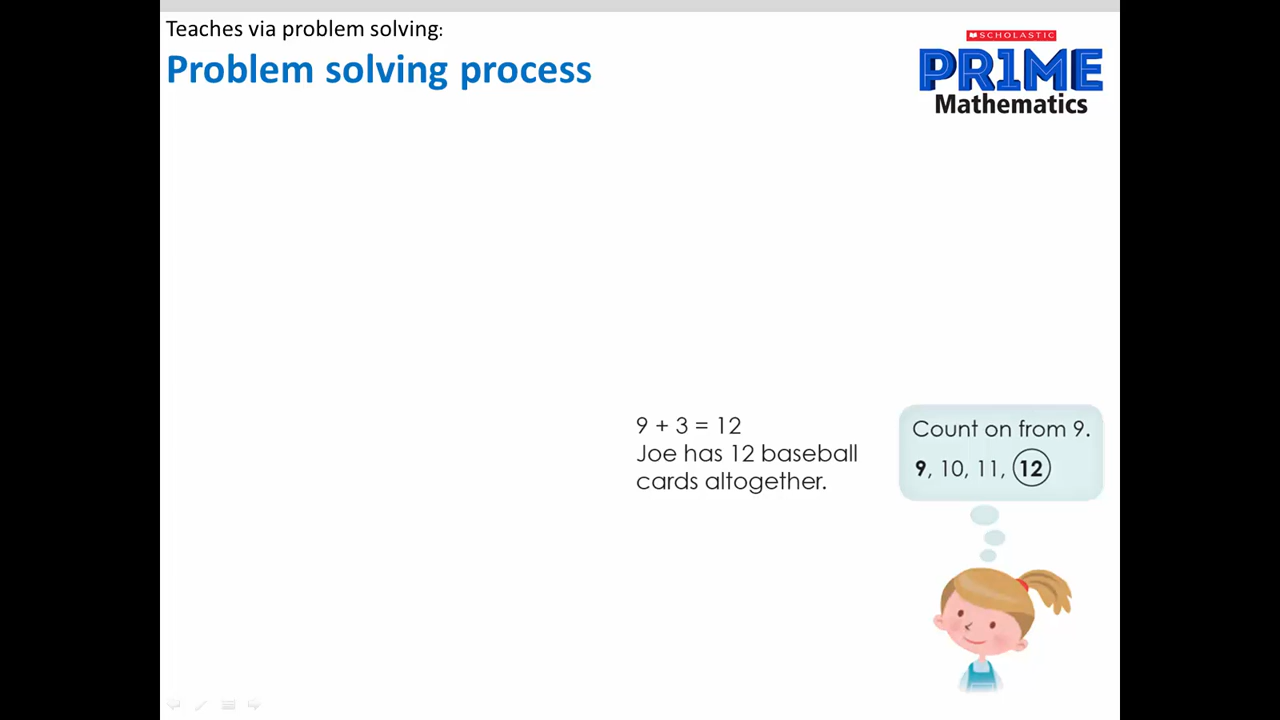 Teaches via problem solving:
Problem solving process
SCHOLASTIC
PR1ME
Mathematics
9 + 3 = 12
Joe has 12 baseball
cards altogether.
Count on from 9.
9, 10, 11, 12